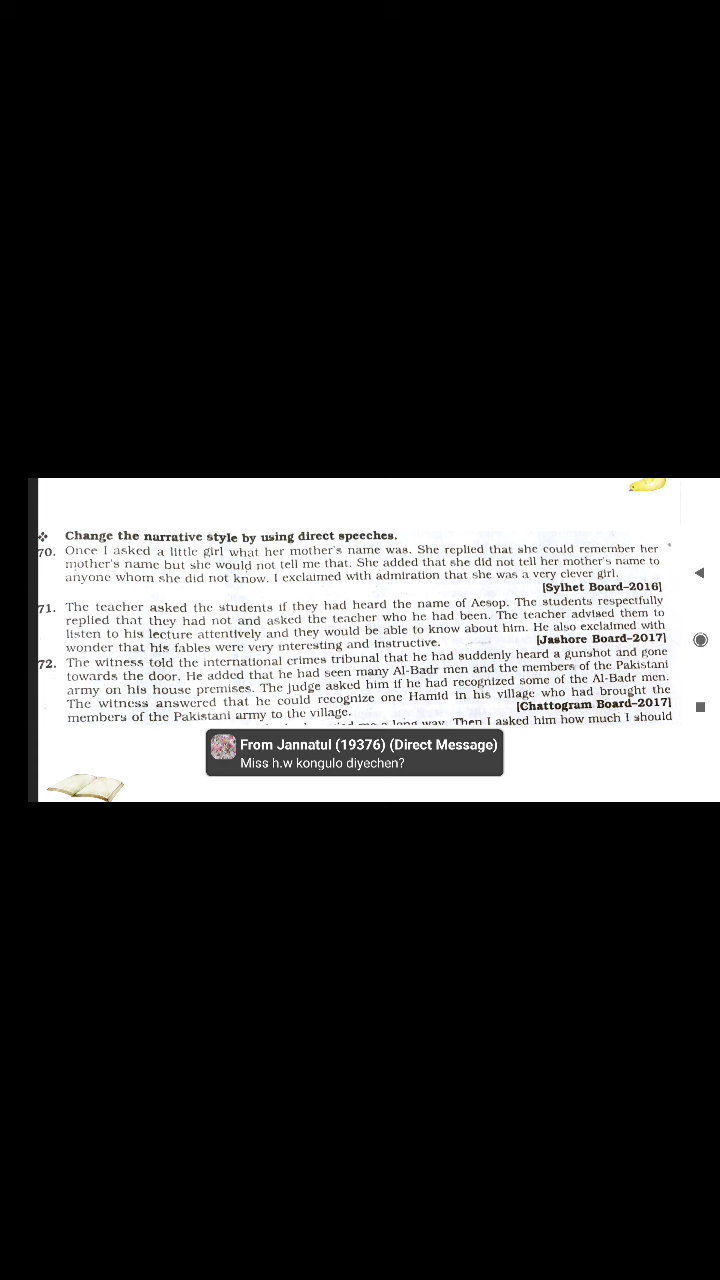 ❖ Change the narrative style by using direct speeches.
70. Once I asked a little girl what her mother's name was. She replied that she could remember her
mother's name but she would not tell me that. She added that she did not tell her mother's name to
anyone whom she did not know. I exclaimed with admiration that she was a very clever girl.
[Sylhet Board–2016]
71. The teacher asked the students if they had heard the name of Aesop. The students respectfully
replied that they had not and asked the teacher who he had been. The teacher advised them to
listen to his lecture attentively and they would be able to know about him. He also exclaimed with
wonder that his fables were very interesting and instructive. [Jashore Board–2017]
72. The witness told the international crimes tribunal that he had suddenly heard a gunshot and gone
towards the door. He added that he had seen many Al-Badr men and the members of the Pakistani
army on his house premises. The judge asked him if he had recognized some of the Al-Badr men.
The witness answered that he could recognize one Hamid in his village who had brought the
members of the Pakistani army to the village. [Chattogram Board–2017]
me a long way. Then I asked him how much I should
From Jannatul (19376) (Direct Message)
Miss h.w kongulo diyechen?